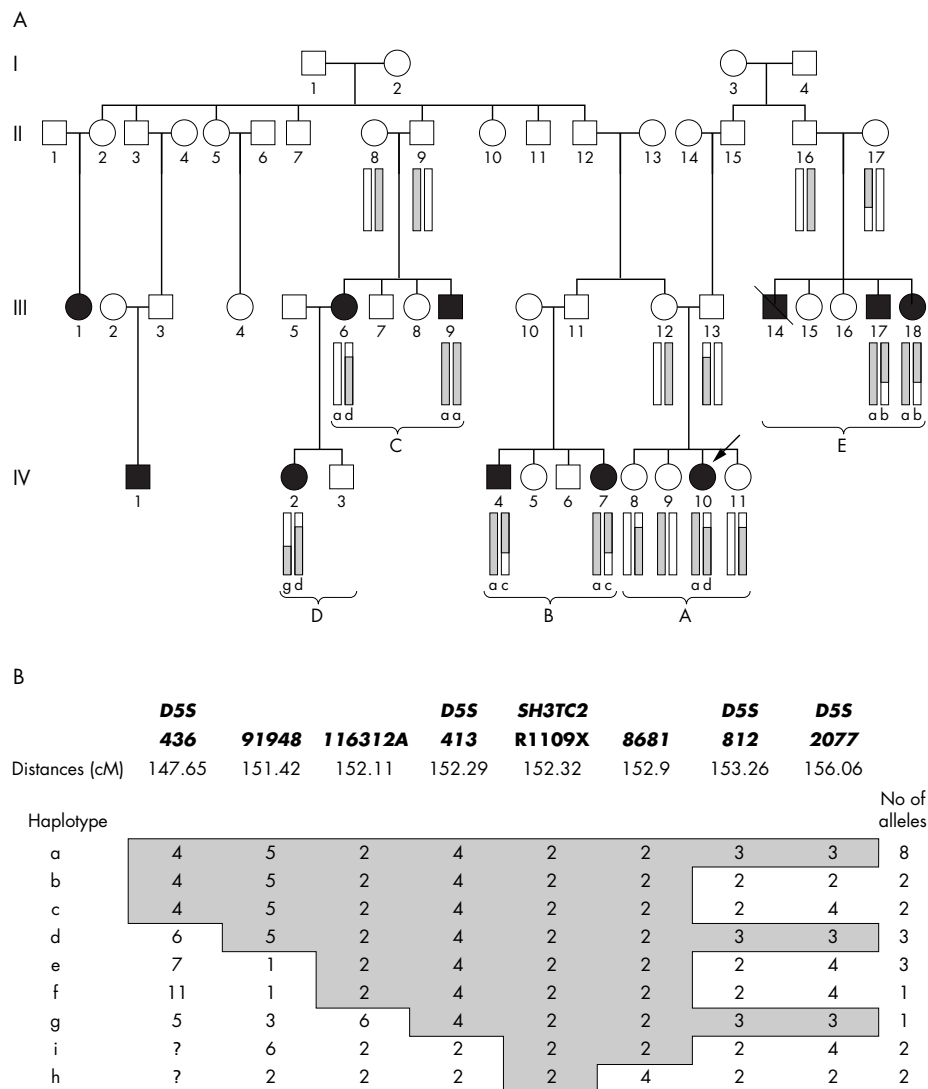 A
I
1 2 3 4
II
1 2 3 4 5 6 7 8 9 10 11 12 13 14 15 16 17
III
1 2 3 4 5 6 7 8 9 10 11 12 13 14 15 16 17 18
a d a a a b a b
C E
IV
1 2 3 4 5 6 7 8 9 10 11
g d a c a c a d
D B A
B
D5S D5S SH3TC2 D5S D5S
436 91948 116312A 413 R1109X 8681 812 2077
Distances (cM) 147.65 151.42 152.11 152.29 152.32 152.9 153.26 156.06
No of
Haplotype alleles
a 4 5 2 4 2 2 3 3 8
b 4 5 2 4 2 2 2 2 2
c 4 5 2 4 2 2 2 4 2
d 6 5 2 4 2 2 3 3 3
e 7 1 2 4 2 2 2 4 3
f 11 1 2 4 2 2 2 4 1
g 5 3 6 4 2 2 3 3 1
i ? 6 2 2 2 2 2 4 2
h ? 2 2 2 2 4 2 2 2